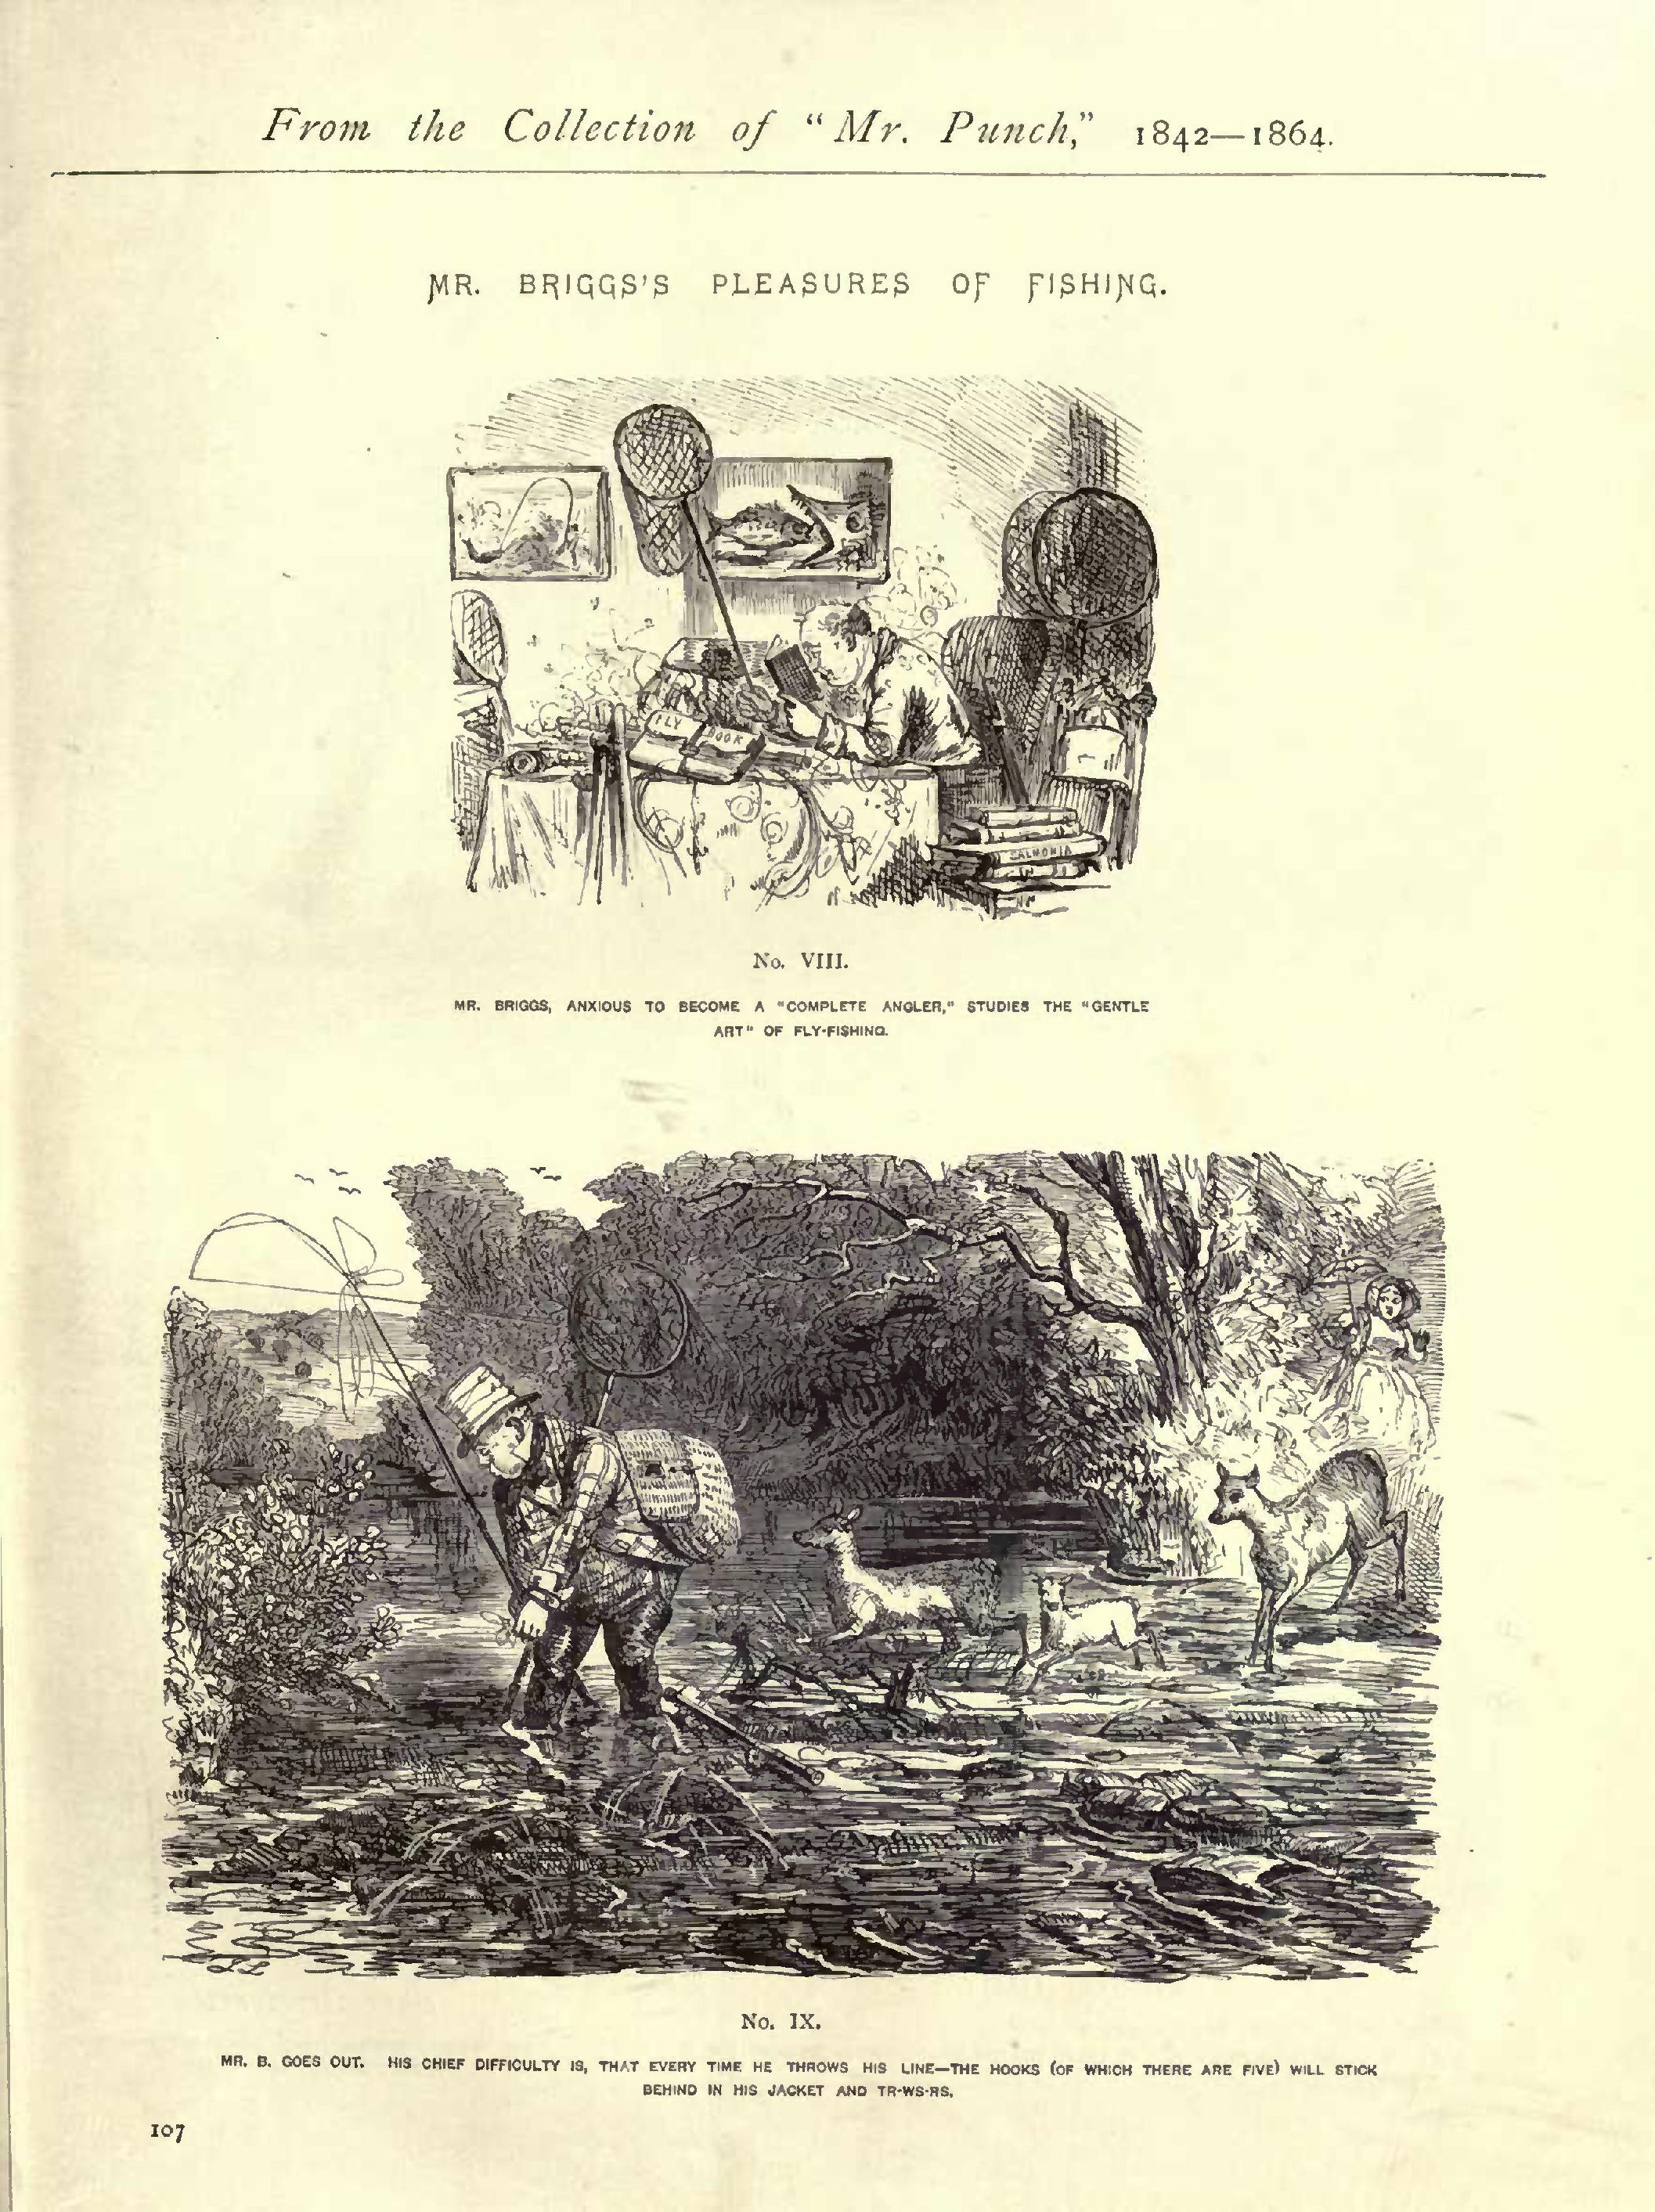 From the Collection of “Mr. Punch,” 1842—1864.
MR. BRIGGS'S PLEASURES OF FISHING.
FLY BOOK
SALMONIA
No. VIII.
MR. BRIGGS, ANXIOUS TO BECOME A "COMPLETE ANGLER," STUDIES THE "GENTLE
ART" OF FLY-FISHING.
No. IX.
MR. B. GOES OUT. HIS CHIEF DIFFICULTY IS, THAT EVERY TIME HE THROWS HIS LINE—THE HOOKS (OF WHICH THERE ARE FIVE) WILL STICK
BEHIND IN HIS JACKET AND TR-WS-RS.
107